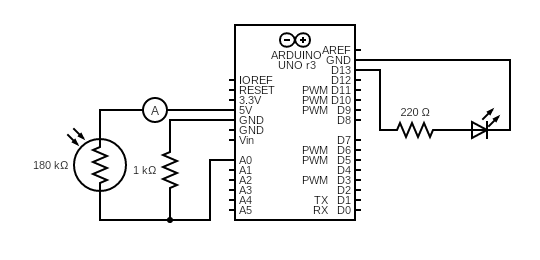 ARDUINO
UNO r3
AREF
GND
D13
IOREF
D12
RESET
PWM D11
3.3V
PWM D10
A
5V
PWM D9
GND
D8
220 Ω
GND
Vin
D7
PWM D6
A0
PWM D5
180 kΩ
1 kΩ
A1
D4
A2
PWM D3
A3
D2
A4
TX D1
A5
RX D0